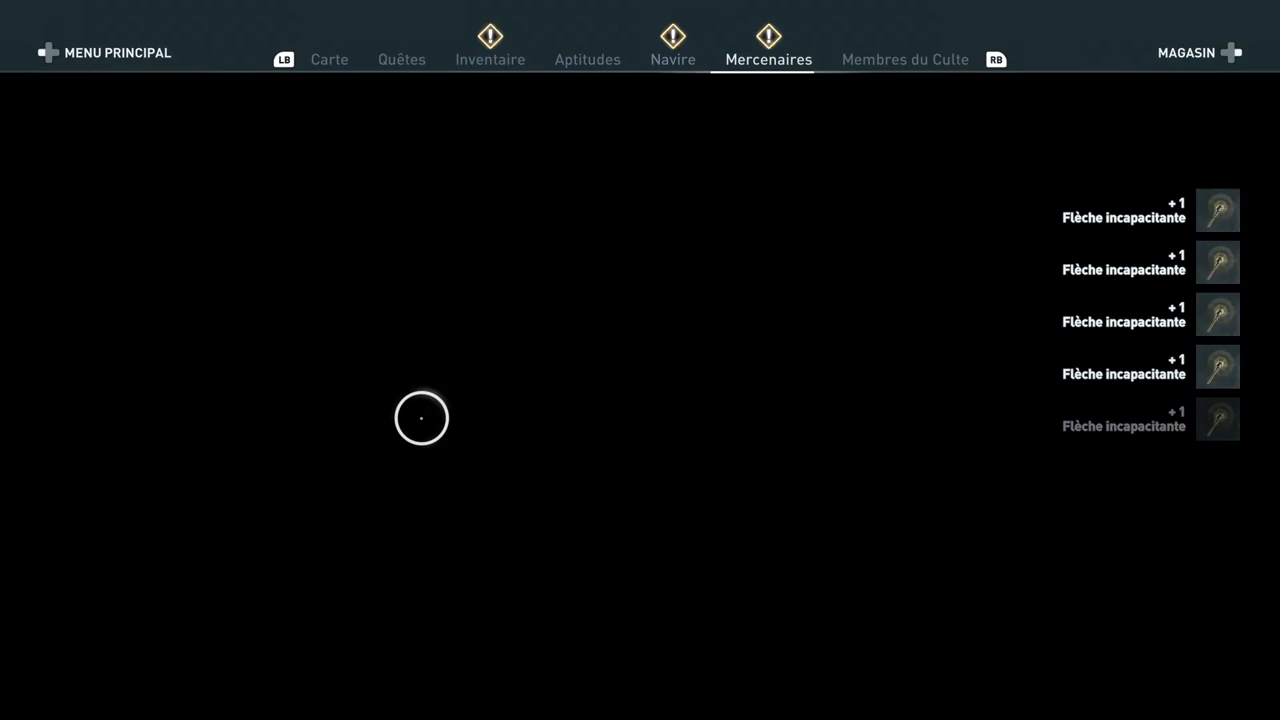 MENU PRINCIPAL
LB Carte Quêtes Inventaire Aptitudes Navire Mercenaires Membres du Culte RB
MAGASIN
+ 1
Flèche incapacitante
+ 1
Flèche incapacitante
+ 1
Flèche incapacitante
+ 1
Flèche incapacitante
+ 1
Flèche incapacitante